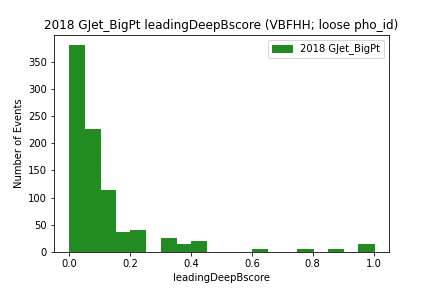 2018 GJet_BigPt leadingDeepBscore (VBFHH; loose pho_id)
2018 GJet_BigPt
Number of Events
350
300
250
200
150
100
50
0
0.0 0.2 0.4 0.6 0.8 1.0
leadingDeepBscore